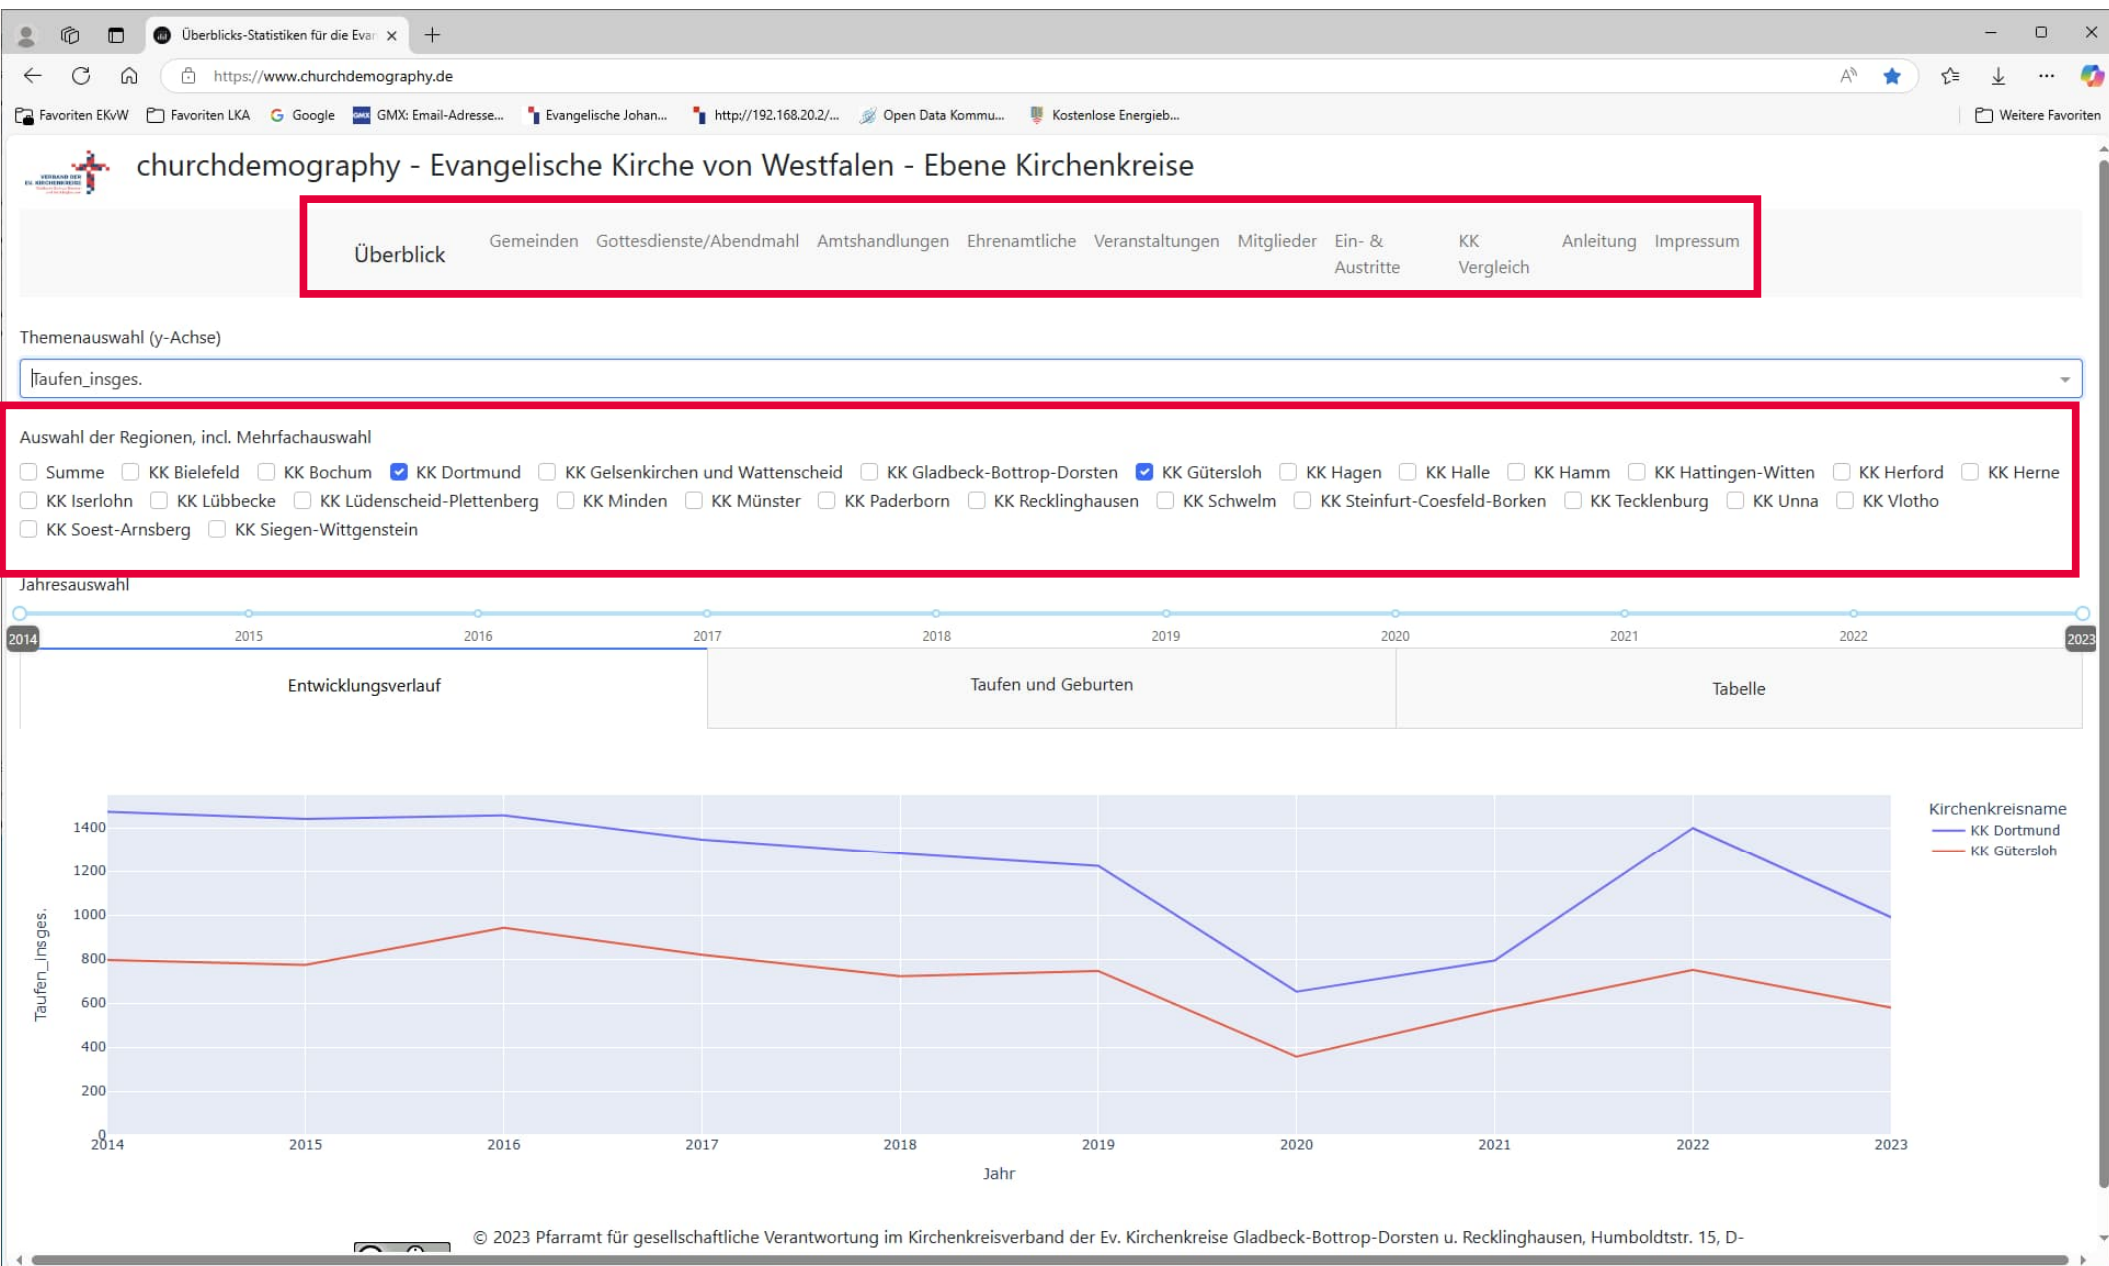 Überblicks-Statistiken für die Evan
https://www.churchdemography.de
Favoriten EKvW Favoriten LKA Google GMX: Email-Adresse... Evangelische Johan... http://192.168.20.2/... Open Data Kommu... Kostenlose Energieb... Weitere Favoriten
VERBAND DER
EV. KIRCHENKREISE
churchdemography - Evangelische Kirche von Westfalen - Ebene Kirchenkreise
Überblick Gemeinden Gottesdienste/Abendmahl Amtshandlungen Ehrenamtliche Veranstaltungen Mitglieder Ein- & Austritte KK Vergleich Anleitung Impressum
Themenauswahl (y-Achse)
Taufen_insges.
Auswahl der Regionen, incl. Mehrfachauswahl
Summe KK Bielefeld KK Bochum KK Dortmund KK Gelsenkirchen und Wattenscheid KK Gladbeck-Bottrop-Dorsten KK Gütersloh KK Hagen KK Halle KK Hamm KK Hattingen-Witten KK Herford KK Herne
KK Iserlohn KK Lübbecke KK Lüdenscheid-Plettenberg KK Minden KK Münster KK Paderborn KK Recklinghausen KK Schwelm KK Steinfurt-Coesfeld-Borken KK Tecklenburg KK Unna KK Vlotho
KK Soest-Arnsberg KK Siegen-Wittgenstein
Jahresauswahl
2014 2015 2016 2017 2018 2019 2020 2021 2022 2023
Entwicklungsverlauf Taufen und Geburten Tabelle
Kirchenkreisname
KK Dortmund
KK Gütersloh
Taufen_insges.
1400
1200
1000
800
600
400
200
0
2014 2015 2016 2017 2018 2019 2020 2021 2022 2023
Jahr
© 2023 Pfarramt für gesellschaftliche Verantwortung im Kirchenkreisverband der Ev. Kirchenkreise Gladbeck-Bottrop-Dorsten u. Recklinghausen, Humboldtstr. 15, D-